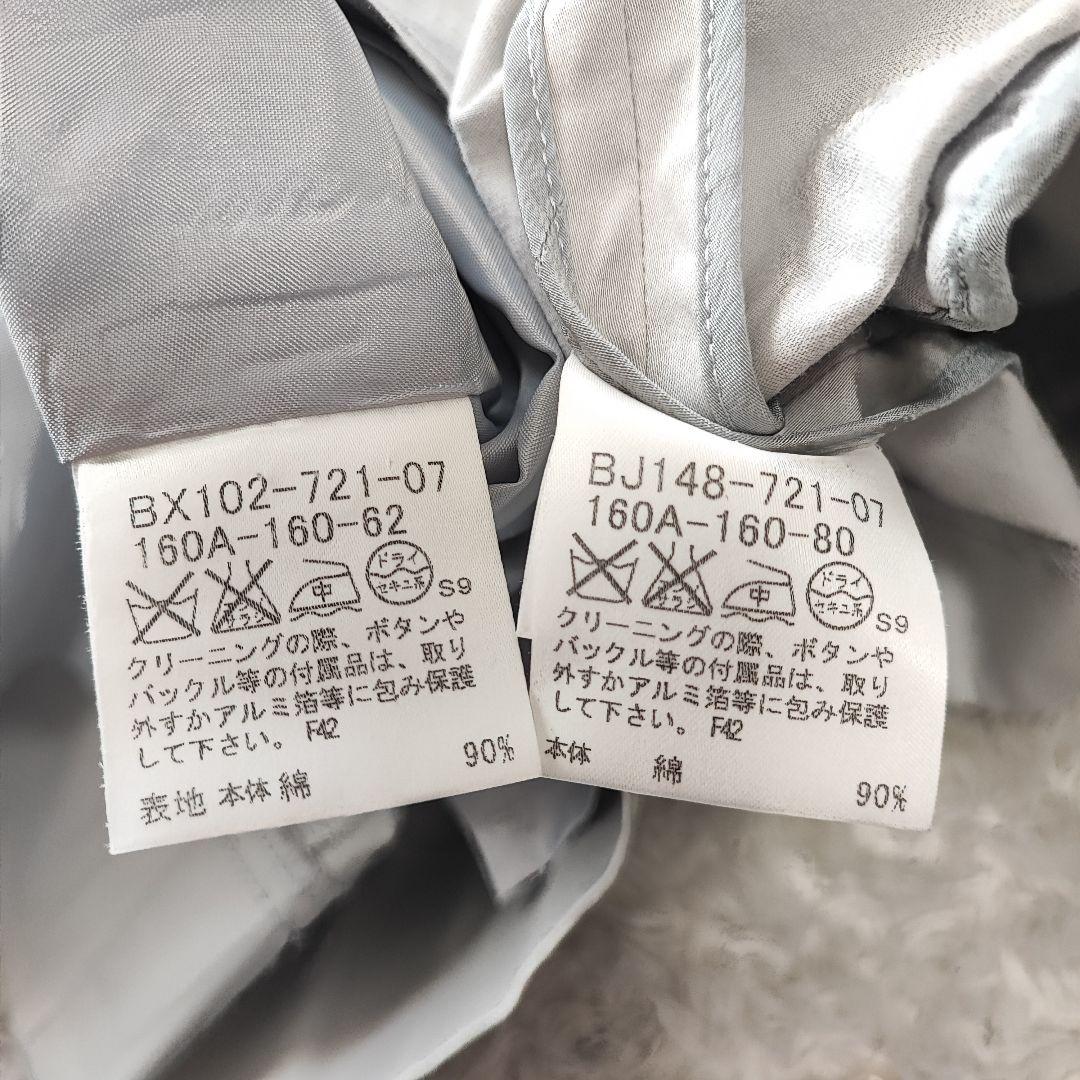 BX102-721-07
160A-160-62
サラシ
中
ドライ
セキユ系
S9
クリーニングの際、ボタンや
バックル等の付属品は、取り
外すかアルミ箔等に包み保護
して下さい。 F42
90%
表地 本体 綿
BJ148-721-07
160A-160-80
サラシ
中
ドライ
セキユ系
S9
クリーニングの際、ボタンや
バックル等の付属品は、取り
外すかアルミ箔等に包み保護
して下さい。 F42
本体 綿
90%